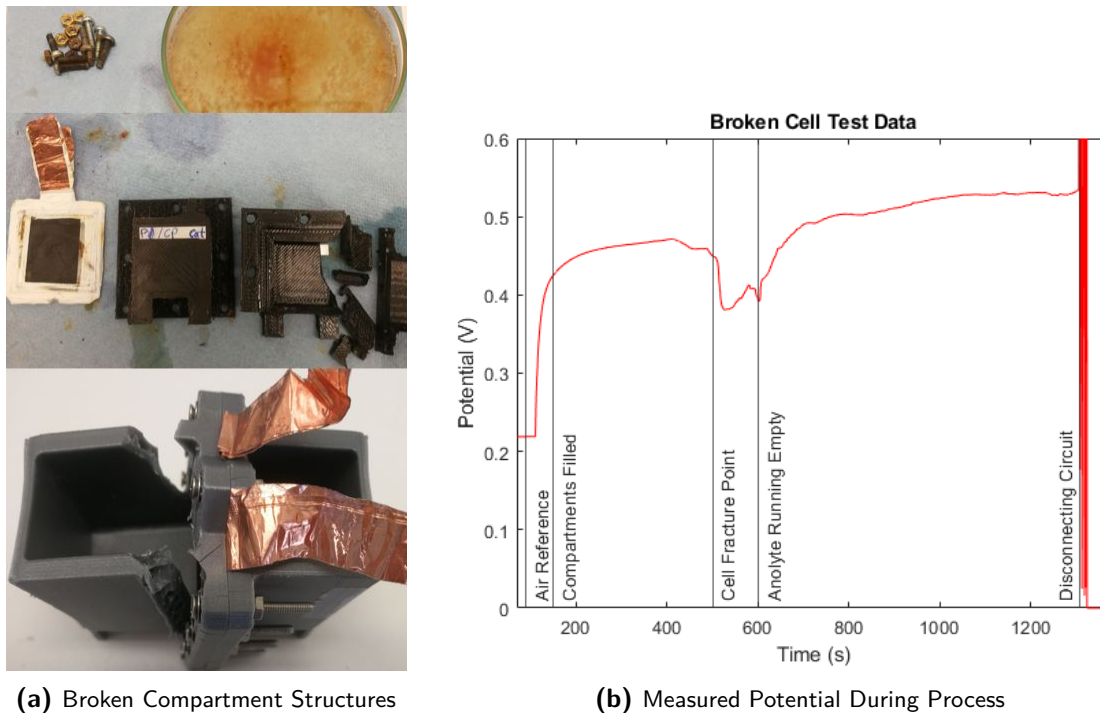 Pt/CP Cat
Broken Cell Test Data
0.6
0.5
0.4
0.3
0.2
0.1
0
Potential (V)
Air Reference
Compartments Filled
Cell Fracture Point
Anolyte Running Empty
Disconnecting Circuit
200
400
600
800
1000
1200
Time (s)
(a) Broken Compartment Structures
(b) Measured Potential During Process